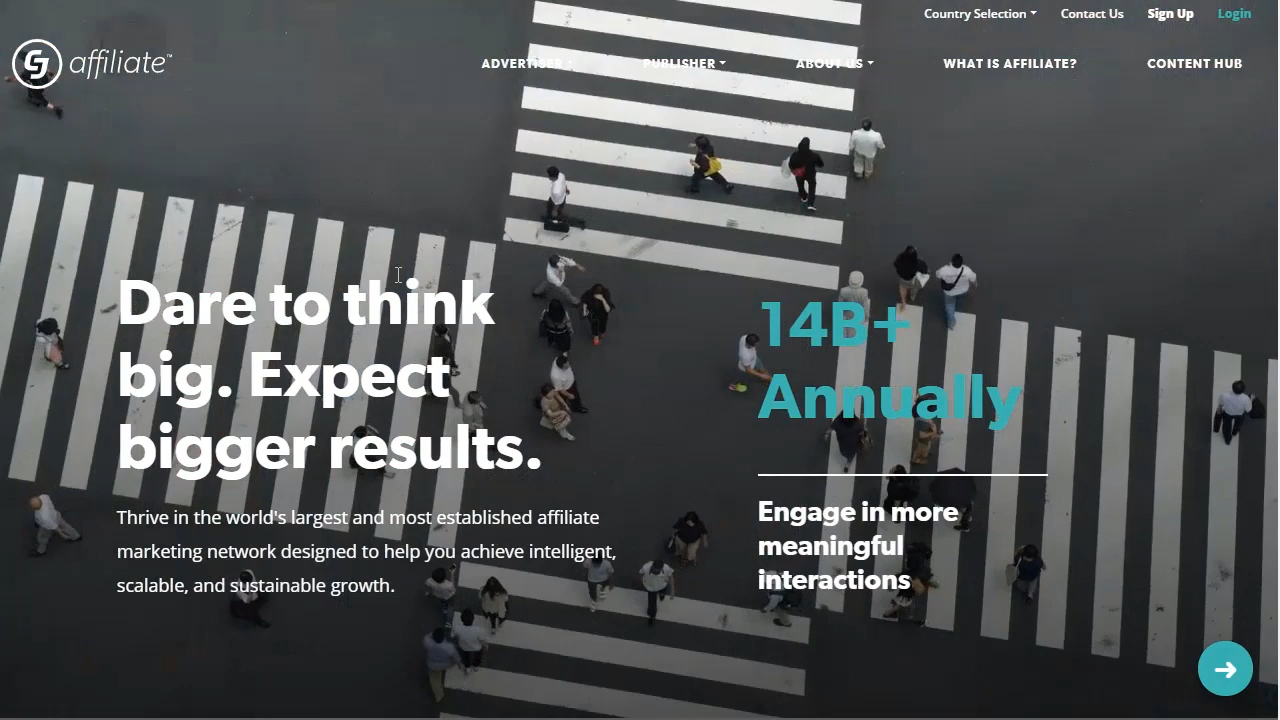 Country Selection Contact Us Sign Up Login
CJ affiliate™
ADVERTISER PUBLISHER ABOUT US WHAT IS AFFILIATE? CONTENT HUB
Dare to think
big. Expect
bigger results.
Thrive in the world's largest and most established affiliate
marketing network designed to help you achieve intelligent,
scalable, and sustainable growth.
14B+
Annually
Engage in more
meaningful
interactions